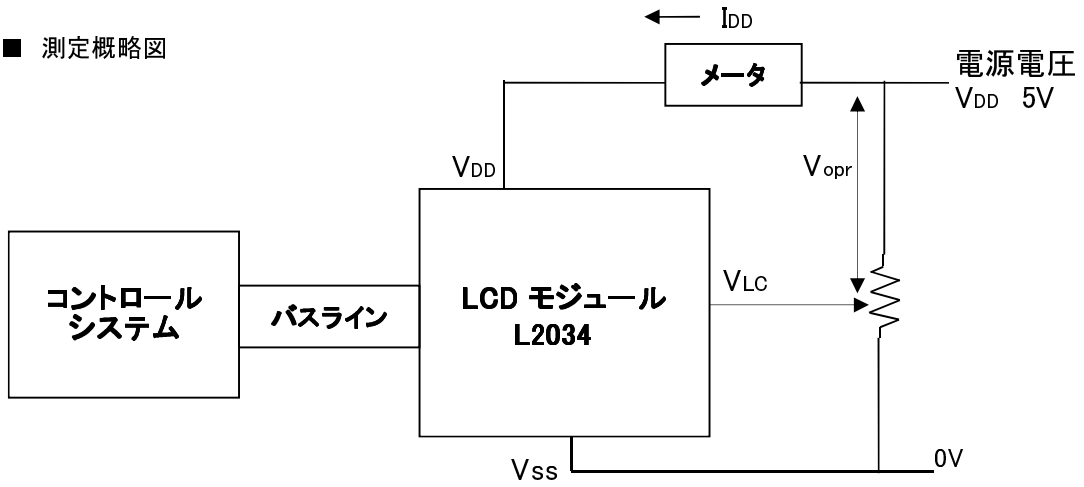 ■ 測定概略図
IDD
メータ
電源電圧
VDD 5V
VDD
Vopr
コントロール
システム
バスライン
LCD モジュール
L2034
VLC
Vss
0V